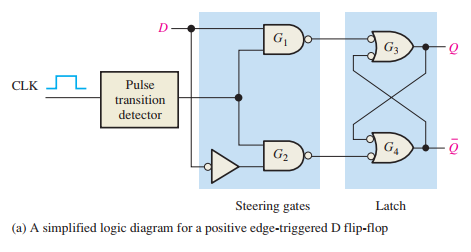 D
G1
G3
Q
CLK
Pulse
transition
detector
G2
G4
Q̅
Steering gates
Latch
(a) A simplified logic diagram for a positive edge-triggered D flip-flop